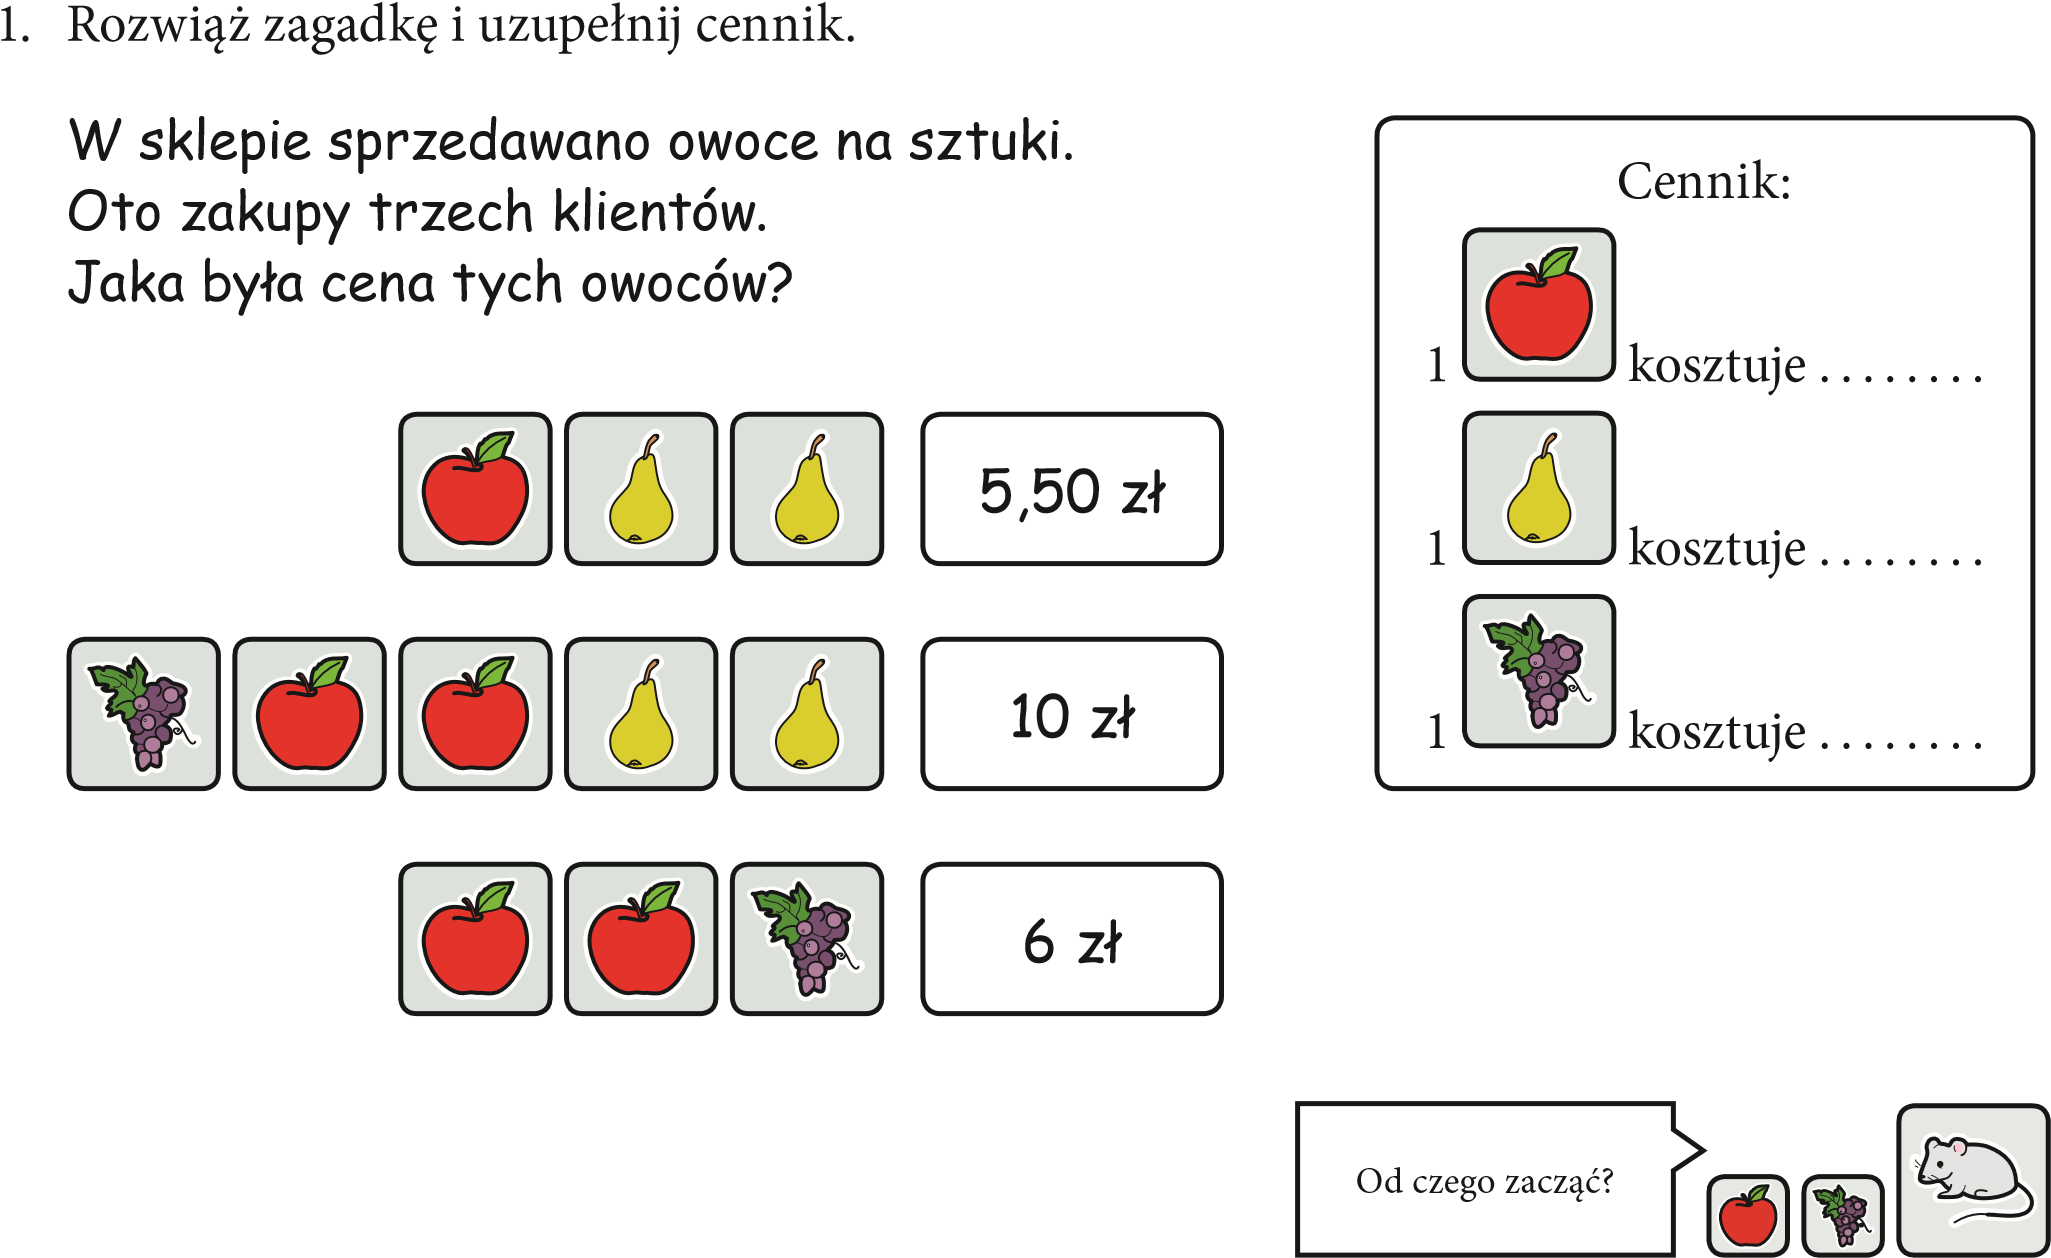 1. Rozwiąż zagadkę i uzupełnij cennik.
W sklepie sprzedawano owoce na sztuki.
Oto zakupy trzech klientów.
Jaka była cena tych owoców?
5,50 zł
10 zł
6 zł
Cennik:
1 kosztuje ........
1 kosztuje ........
1 kosztuje ........
Od czego zacząć?